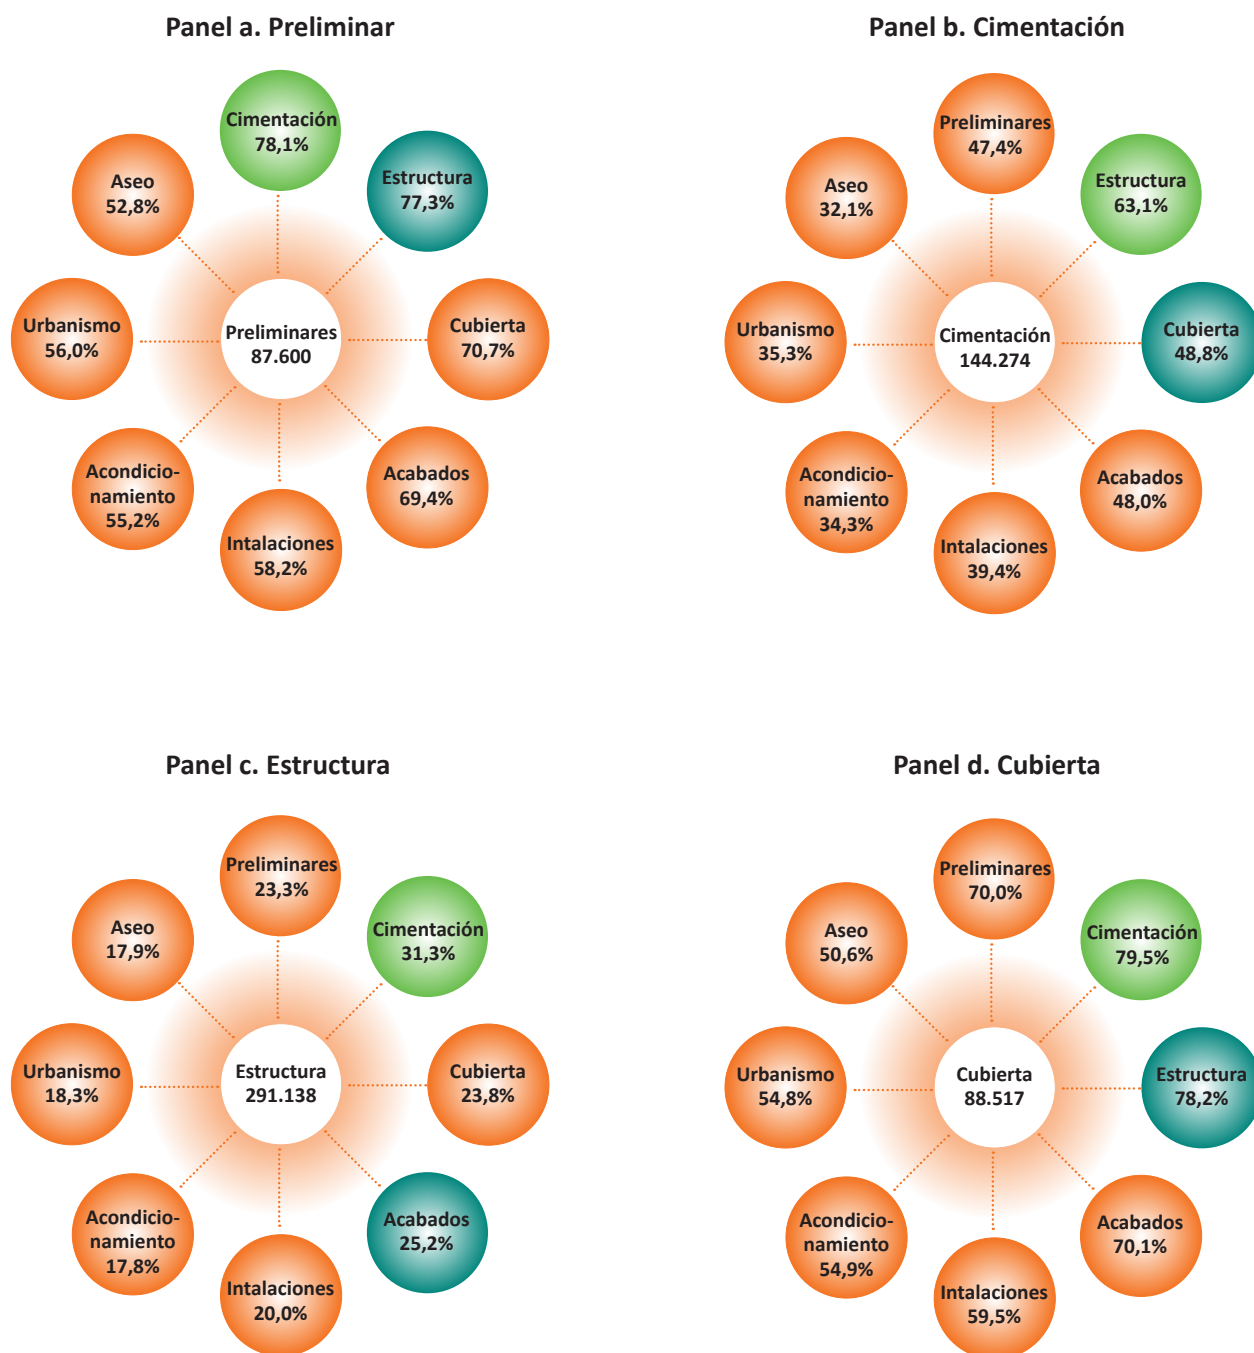 Panel a. Preliminar
Cimentación
78,1%
Estructura
77,3%
Cubierta
70,7%
Acabados
69,4%
Intalaciones
58,2%
Acondicio-
namiento
55,2%
Urbanismo
56,0%
Aseo
52,8%
Preliminares
87.600
Panel b. Cimentación
Preliminares
47,4%
Estructura
63,1%
Cubierta
48,8%
Acabados
48,0%
Intalaciones
39,4%
Acondicio-
namiento
34,3%
Urbanismo
35,3%
Aseo
32,1%
Cimentación
144.274
Panel c. Estructura
Preliminares
23,3%
Cimentación
31,3%
Cubierta
23,8%
Acabados
25,2%
Intalaciones
20,0%
Acondicio-
namiento
17,8%
Urbanismo
18,3%
Aseo
17,9%
Estructura
291.138
Panel d. Cubierta
Preliminares
70,0%
Cimentación
79,5%
Estructura
78,2%
Acabados
70,1%
Intalaciones
59,5%
Acondicio-
namiento
54,9%
Urbanismo
54,8%
Aseo
50,6%
Cubierta
88.517